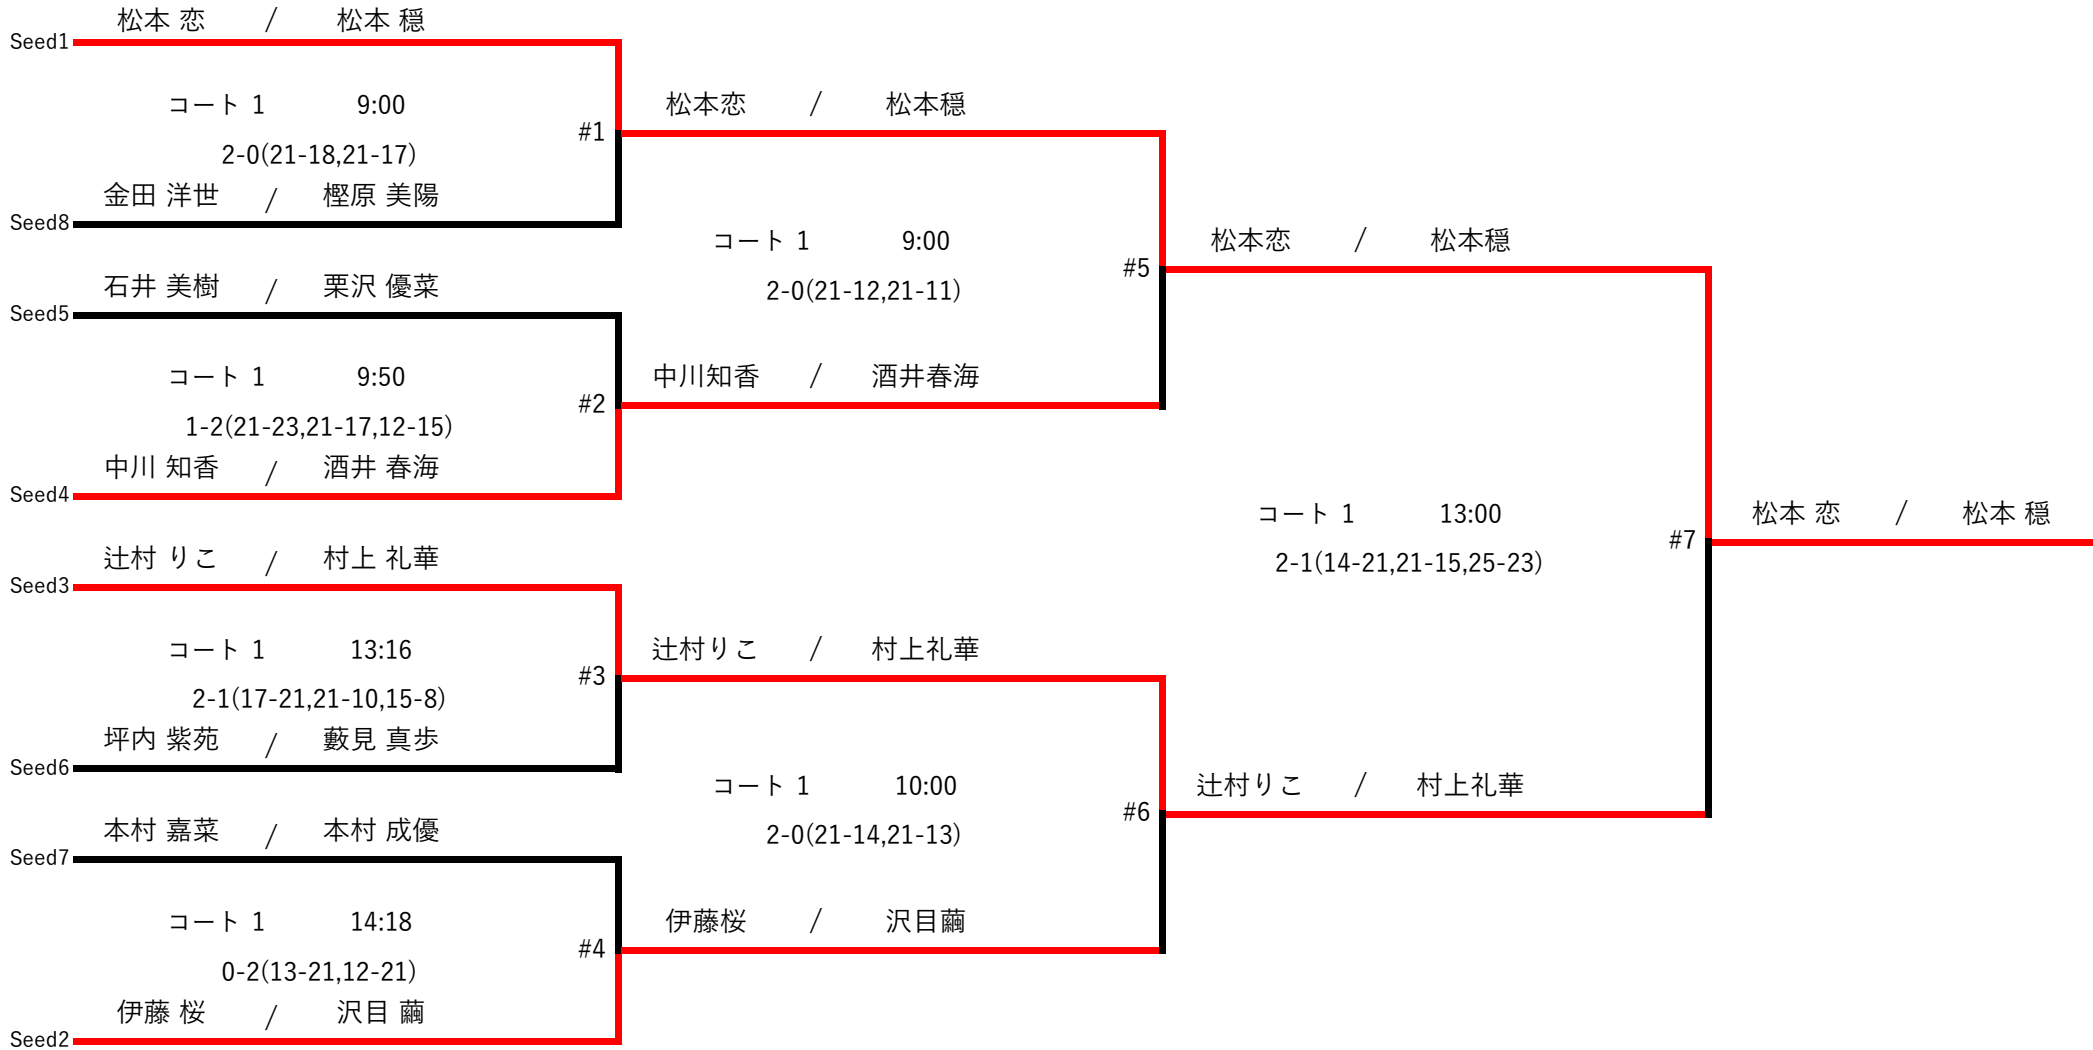 松本 恋 / 松本 穏
Seed1
コート 1 9:00
#1
2-0(21-18,21-17)
金田 洋世 / 樫原 美陽
Seed8
石井 美樹 / 栗沢 優菜
Seed5
コート 1 9:50
#2
1-2(21-23,21-17,12-15)
中川 知香 / 酒井 春海
Seed4
辻村 りこ / 村上 礼華
Seed3
コート 1 13:16
#3
2-1(17-21,21-10,15-8)
坪内 紫苑 / 藪見 真歩
Seed6
本村 嘉菜 / 本村 成優
Seed7
コート 1 14:18
#4
0-2(13-21,12-21)
伊藤 桜 / 沢目 繭
Seed2
松本恋 / 松本穏
コート 1 9:00
#5
2-0(21-12,21-11)
中川知香 / 酒井春海
辻村りこ / 村上礼華
コート 1 10:00
#6
2-0(21-14,21-13)
伊藤桜 / 沢目繭
松本恋 / 松本穏
コート 1 13:00
#7
2-1(14-21,21-15,25-23)
辻村りこ / 村上礼華
松本 恋 / 松本 穏